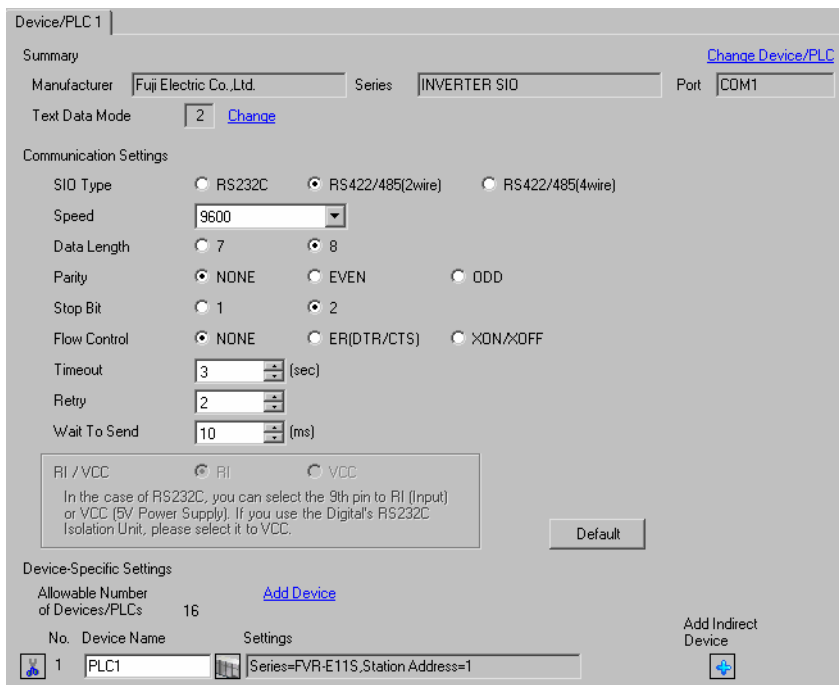 Device/PLC 1
Summary
Change Device/PLC
Manufacturer Fuji Electric Co.,Ltd. Series INVERTER SIO Port COM1
Text Data Mode 2 Change
Communication Settings
SIO Type RS232C RS422/485(2wire) RS422/485(4wire)
Speed 9600
Data Length 7 8
Parity NONE EVEN ODD
Stop Bit 1 2
Flow Control NONE ER(DTR/CTS) XON/XOFF
Timeout 3 (sec)
Retry 2
Wait To Send 10 (ms)
RI / VCC RI VCC
In the case of RS232C, you can select the 9th pin to RI (Input)
or VCC (5V Power Supply). If you use the Digital's RS232C
Isolation Unit, please select it to VCC.
Default
Device-Specific Settings
Allowable Number
of Devices/PLCs 16
Add Device
Add Indirect
Device
No. Device Name Settings
1 PLC1 Series=FVR-E11S,Station Address=1